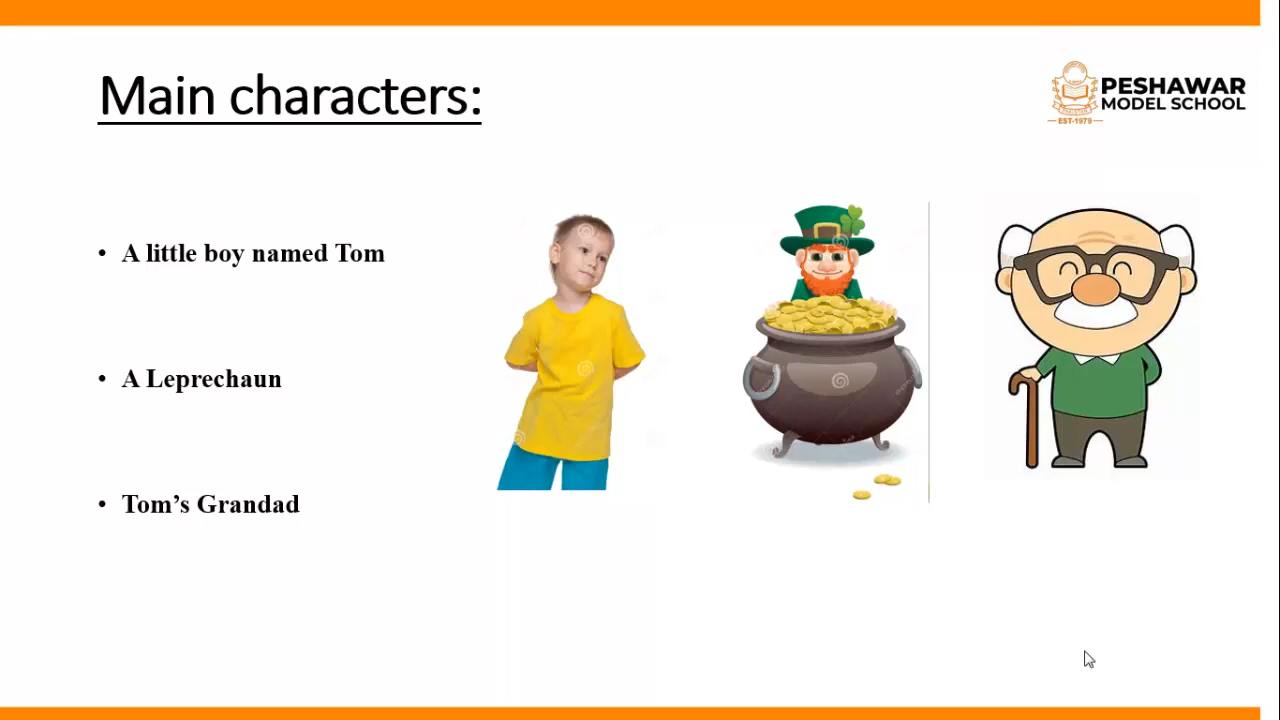 Main characters:
PESHAWAR
MODEL SCHOOL
EST-1979
• A little boy named Tom
• A Leprechaun
• Tom’s Grandad